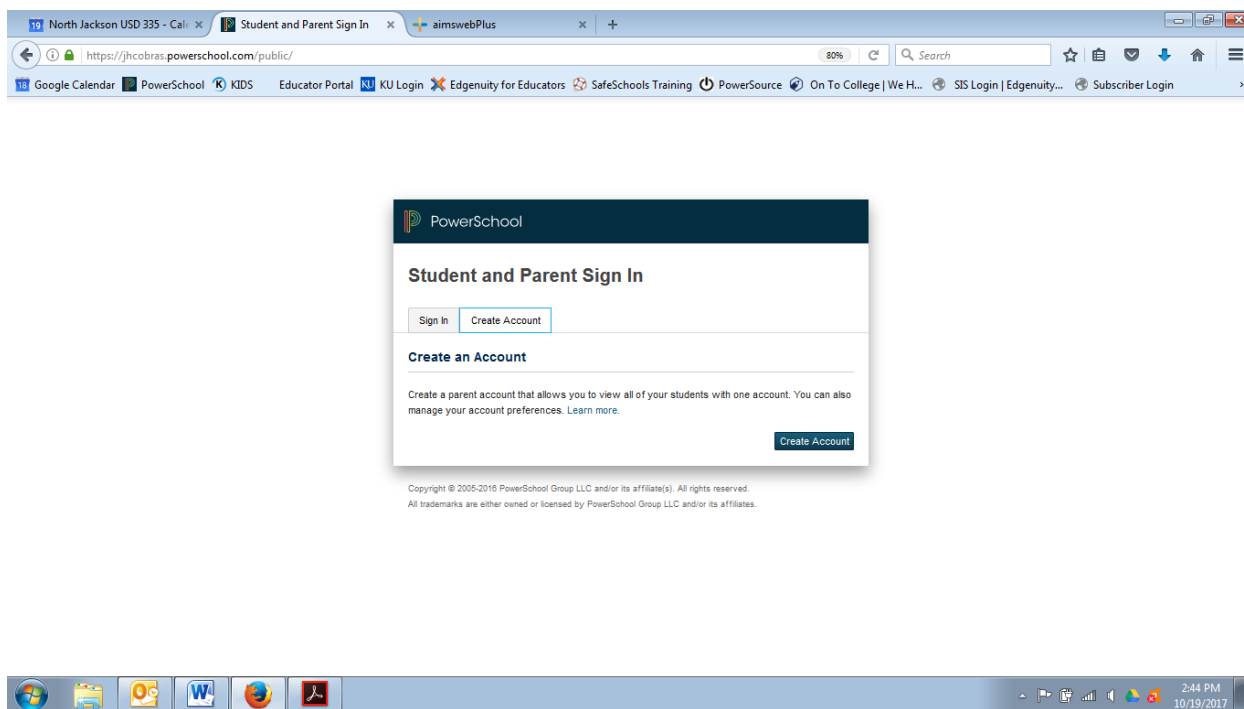 19 North Jackson USD 335 - Cale × Student and Parent Sign In × aimswebPlus × +
https://jhcobras.powerschool.com/public/ 80% Search
18 Google Calendar PowerSchool K KIDS Educator Portal KU KU Login Edgenuity for Educators SafeSchools Training PowerSource On To College | We H... SIS Login | Edgenuity... Subscriber Login
PowerSchool
Student and Parent Sign In
Sign In Create Account
Create an Account
Create a parent account that allows you to view all of your students with one account. You can also
manage your account preferences. Learn more.
Create Account
Copyright © 2005-2016 PowerSchool Group LLC and/or its affiliate(s). All rights reserved.
All trademarks are either owned or licensed by PowerSchool Group LLC and/or its affiliates.
2:44 PM
10/19/2017